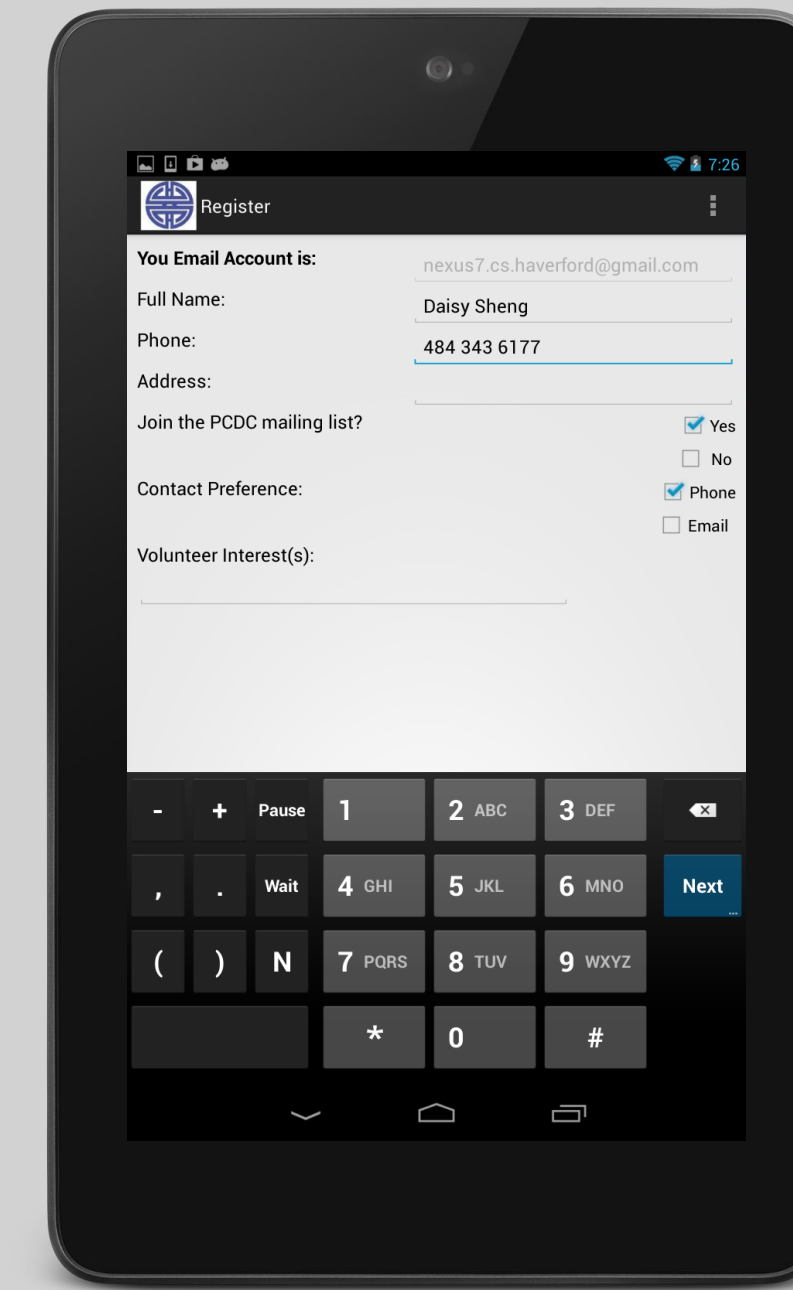 7:26
Register
You Email Account is: nexus7.cs.haverford@gmail.com
Full Name: Daisy Sheng
Phone: 484 343 6177
Address:
Join the PCDC mailing list? Yes
No
Contact Preference: Phone
Email
Volunteer Interest(s):
- + Pause 1 2 ABC 3 DEF
, . Wait 4 GHI 5 JKL 6 MNO Next
...
( ) N 7 PQRS 8 TUV 9 WXYZ
* 0 #